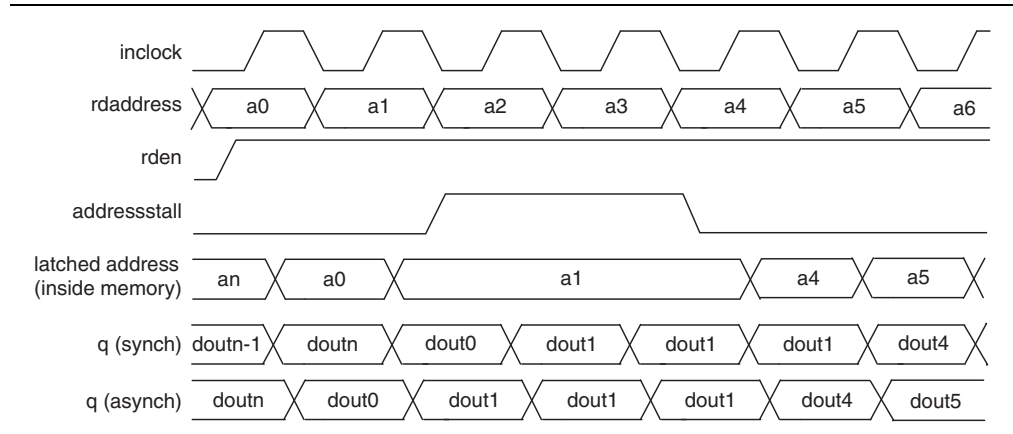 inclock
rdaddress a0 a1 a2 a3 a4 a5 a6
rden
addressstall
latched address
(inside memory) an a0 a1 a4 a5
q (synch) doutn-1 doutn dout0 dout1 dout1 dout1 dout4
q (asynch) doutn dout0 dout1 dout1 dout1 dout4 dout5